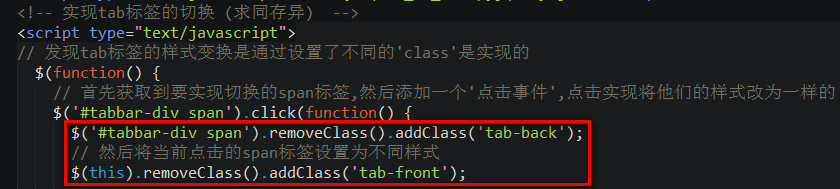 <!-- 实现tab标签的切换 (求同存异)  -->
<script type="text/javascript">
// 发现tab标签的样式变换是通过设置了不同的'class'是实现的
$(function() {
// 首先获取到要实现切换的span标签,然后添加一个'点击事件',点击实现将他们的样式改为一样的
$('#tabbar-div span').click(function() {
$('#tabbar-div span').removeClass().addClass('tab-back');
// 然后将当前点击的span标签设置为不同样式
$(this).removeClass().addClass('tab-front');